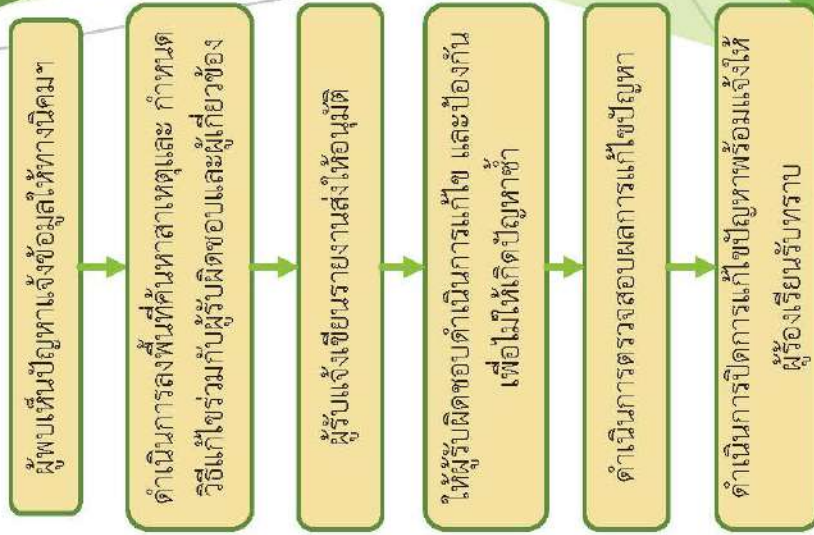 ผู้พบเห็นปัญหาแจ้งข้อมูลให้ทางนิคมฯ
ดำเนินการลงพื้นที่ค้นหาสาเหตุและ กำหนด
วิธีแก้ไขร่วมกับผู้รับผิดชอบและผู้เกี่ยวข้อง
ผู้รับแจ้งเขียนรายงานส่งให้อนุมัติ
ให้ผู้รับผิดชอบดำเนินการแก้ไข และป้องกัน
เพื่อไม่ให้เกิดปัญหาซ้ำ
ดำเนินการตรวจสอบผลการแก้ไขปัญหา
ดำเนินการปิดการแก้ไขปัญหาพร้อมแจ้งให้
ผู้ร้องเรียนรับทราบ